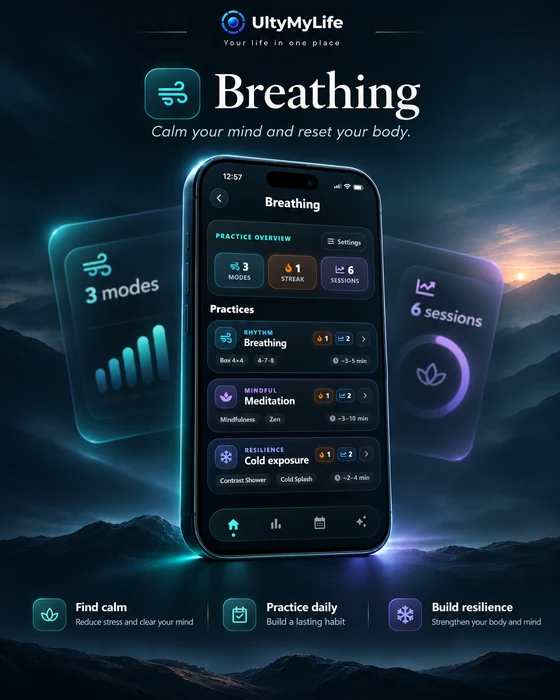 UltyMyLife
Your life in one place
Breathing
Calm your mind and reset your body.
12:57
Breathing
PRACTICE OVERVIEW
Settings
3
MODES
1
STREAK
6
SESSIONS
3 modes
6 sessions
Practices
RHYTHM
Breathing
1
2
Box 4×4
4-7-8
~3–5 min
MINDFUL
Meditation
1
2
Mindfulness
Zen
~3–10 min
RESILIENCE
Cold exposure
1
2
Contrast Shower
Cold Splash
~2–4 min
Find calm
Reduce stress and clear your mind
Practice daily
Build a lasting habit
Build resilience
Strengthen your body and mind